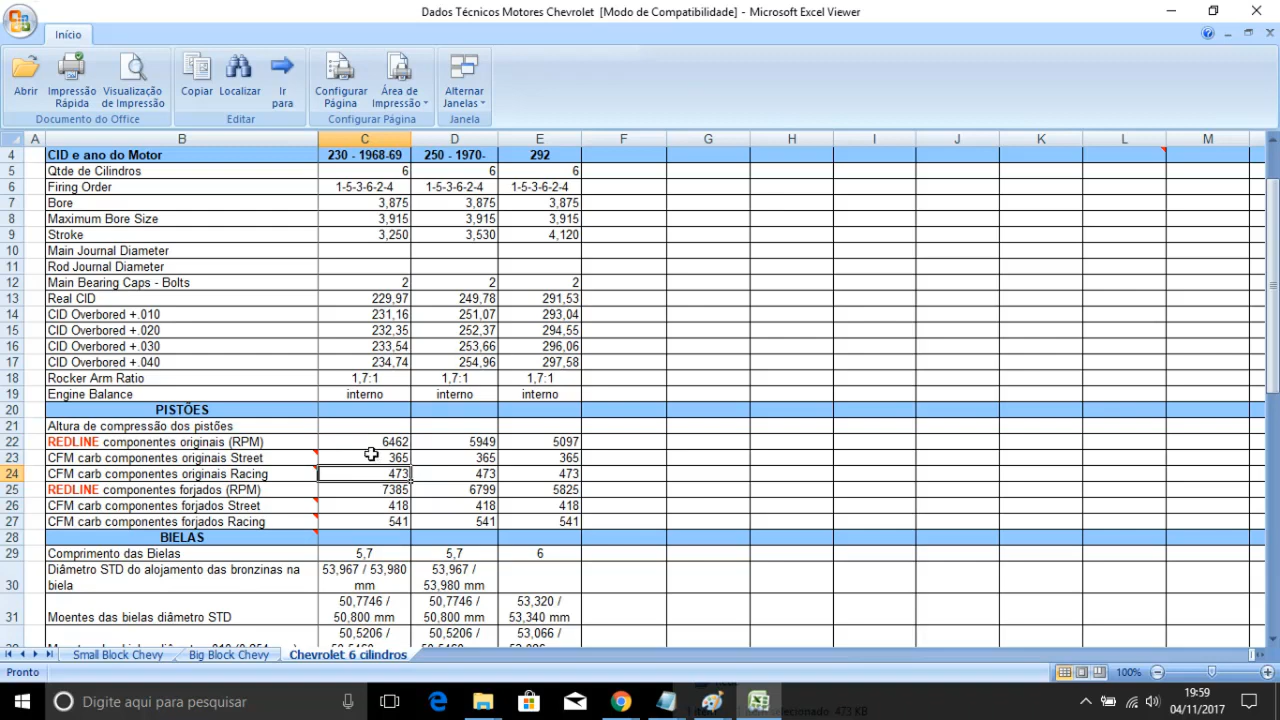 Dados Técnicos Motores Chevrolet [Modo de Compatibilidade] - Microsoft Excel Viewer
Início
Abrir Impressão Rápida Visualização de Impressão Copiar Localizar Ir para Configurar Página Área de Impressão Alternar Janelas
Documento do Office Editar Configurar Página Janela
A B C D E F G H I J K L M
4 CID e ano do Motor 230 - 1968-69 250 - 1970- 292
5 Qtde de Cilindros 6 6 6
6 Firing Order 1-5-3-6-2-4 1-5-3-6-2-4 1-5-3-6-2-4
7 Bore 3,875 3,875 3,875
8 Maximum Bore Size 3,915 3,915 3,915
9 Stroke 3,250 3,530 4,120
10 Main Journal Diameter
11 Rod Journal Diameter
12 Main Bearing Caps - Bolts 2 2 2
13 Real CID 229,97 249,78 291,53
14 CID Overbored +.010 231,16 251,07 293,04
15 CID Overbored +.020 232,35 252,37 294,55
16 CID Overbored +.030 233,54 253,66 296,06
17 CID Overbored +.040 234,74 254,96 297,58
18 Rocker Arm Ratio 1,7:1 1,7:1 1,7:1
19 Engine Balance interno interno interno
20 PISTÕES
21 Altura de compressão dos pistões
22 REDLINE componentes originais (RPM) 6462 5949 5097
23 CFM carb componentes originais Street 365 365 365
24 CFM carb componentes originais Racing 473 473 473
25 REDLINE componentes forjados (RPM) 7385 6799 5825
26 CFM carb componentes forjados Street 418 418 418
27 CFM carb componentes forjados Racing 541 541 541
28 BIELAS
29 Comprimento das Bielas 5,7 5,7 6
30 Diâmetro STD do alojamento das bronzinas na biela 53,967 / 53,980 mm 53,967 / 53,980 mm
31 Moentes das bielas diâmetro STD 50,7746 / 50,800 mm 50,7746 / 50,800 mm 53,320 / 53,340 mm
50,5206 / 50,5206 / 53,066 /
Small Block Chevy Big Block Chevy Chevrolet 6 cilindros
Pronto 100%
Digite aqui para pesquisar 19:59
04/11/2017